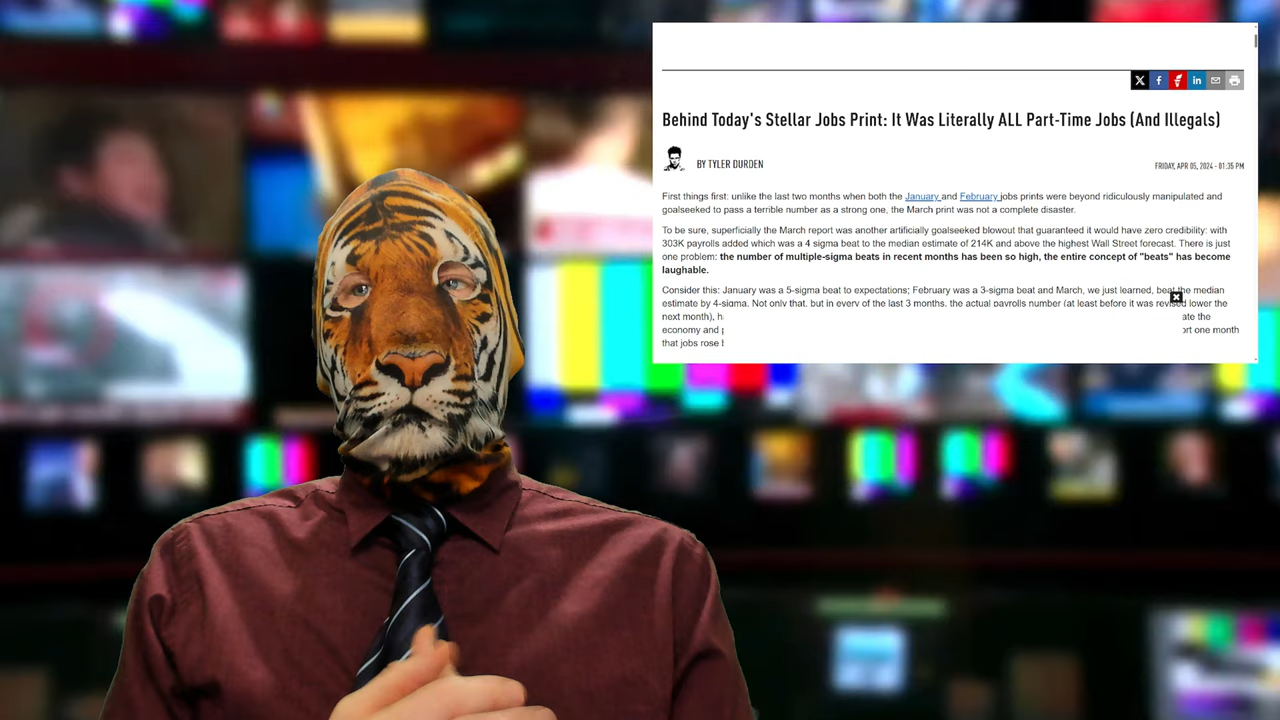 Behind Today's Stellar Jobs Print: It Was Literally ALL Part-Time Jobs (And Illegals)
BY TYLER DURDEN
FRIDAY, APR 05, 2024 - 01:35 PM
First things first: unlike the last two months when both the January and February jobs prints were beyond ridiculously manipulated and
goalseeked to pass a terrible number as a strong one, the March print was not a complete disaster.
To be sure, superficially the March report was another artificially goalseeked blowout that guaranteed it would have zero credibility: with
303K payrolls added which was a 4 sigma beat to the median estimate of 214K and above the highest Wall Street forecast. There is just
one problem: the number of multiple-sigma beats in recent months has been so high, the entire concept of "beats" has become
laughable.
Consider this: January was a 5-sigma beat to expectations; February was a 3-sigma beat and March, we just learned, beat the median
estimate by 4-sigma. Not only that, but in every of the last 3 months, the actual payrolls number (at least before it was revised lower the
next month), ate the
economy and one month
that jobs rose